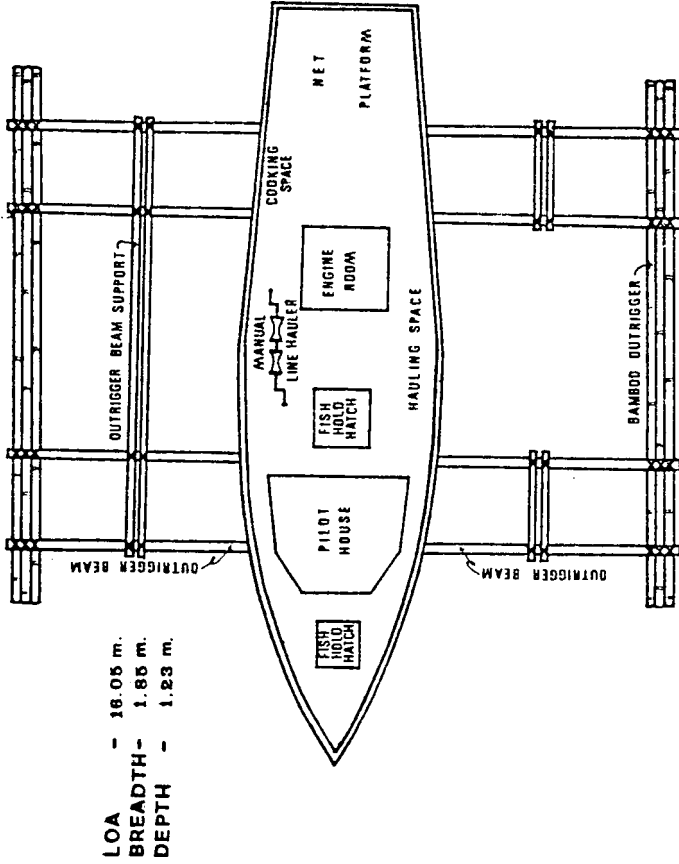 NET
PLATFORM
COOKING
SPACE
OUTRIGGER BEAM SUPPORT
ENGINE
ROOM
MANUAL
LINE HAULER
HAULING SPACE
BAMBOO OUTRIGGER
FISH
HOLD
HATCH
PILOT
HOUSE
OUTRIGGER BEAM
OUTRIGGER BEAM
FISH
HOLD
HATCH
LOA - 16.05 m.
BREADTH - 1.85 m.
DEPTH - 1.23 m.